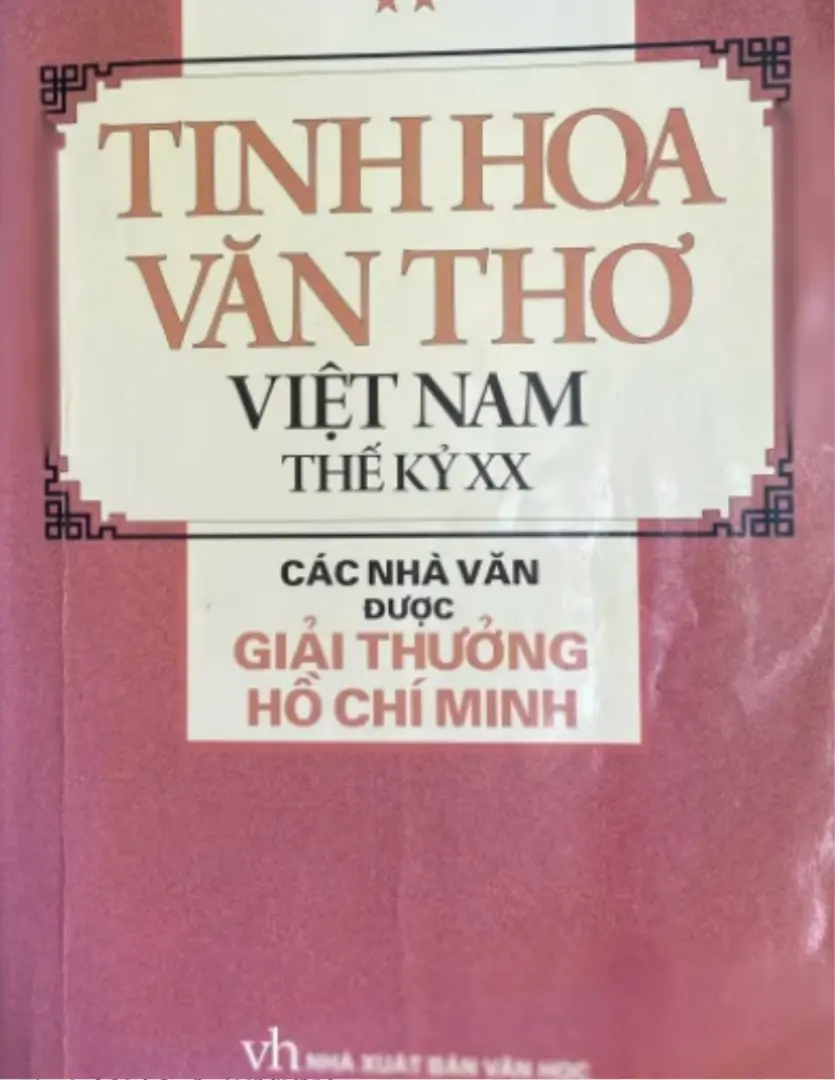 TINH HOA
VĂN THƠ
VIỆT NAM
THẾ KỶ XX
CÁC NHÀ VĂN
ĐƯỢC
GIẢI THƯỞNG
HỒ CHÍ MINH
vh NHÀ XUẤT BẢN VĂN HỌC